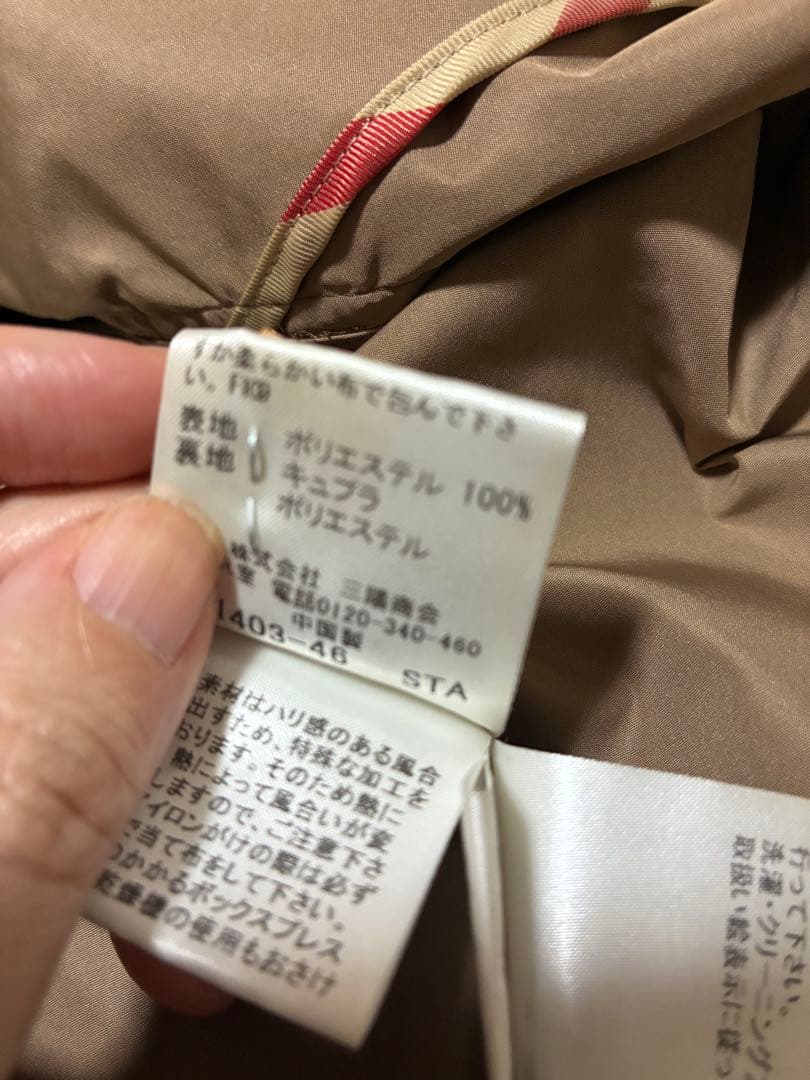 すか柔らかい布で包んで下さ
い。F103
表地 ポリエステル 100%
裏地 キュプラ
ポリエステル
株式会社 三陽商会
室 電話0120-340-460
中国製
1403-46 STA
素材はハリ感のある風合
出すため、特殊な加工を
おります。そのため熱に
熱によって風合いが変
しますので、ご注意下さ
イロンがけの際は必ず
当て布をして下さい。
のかかるボックスプレス
乾燥機の使用もおさけ
行って下さい。
洗濯・クリーニング
取扱い絵表示に従っ